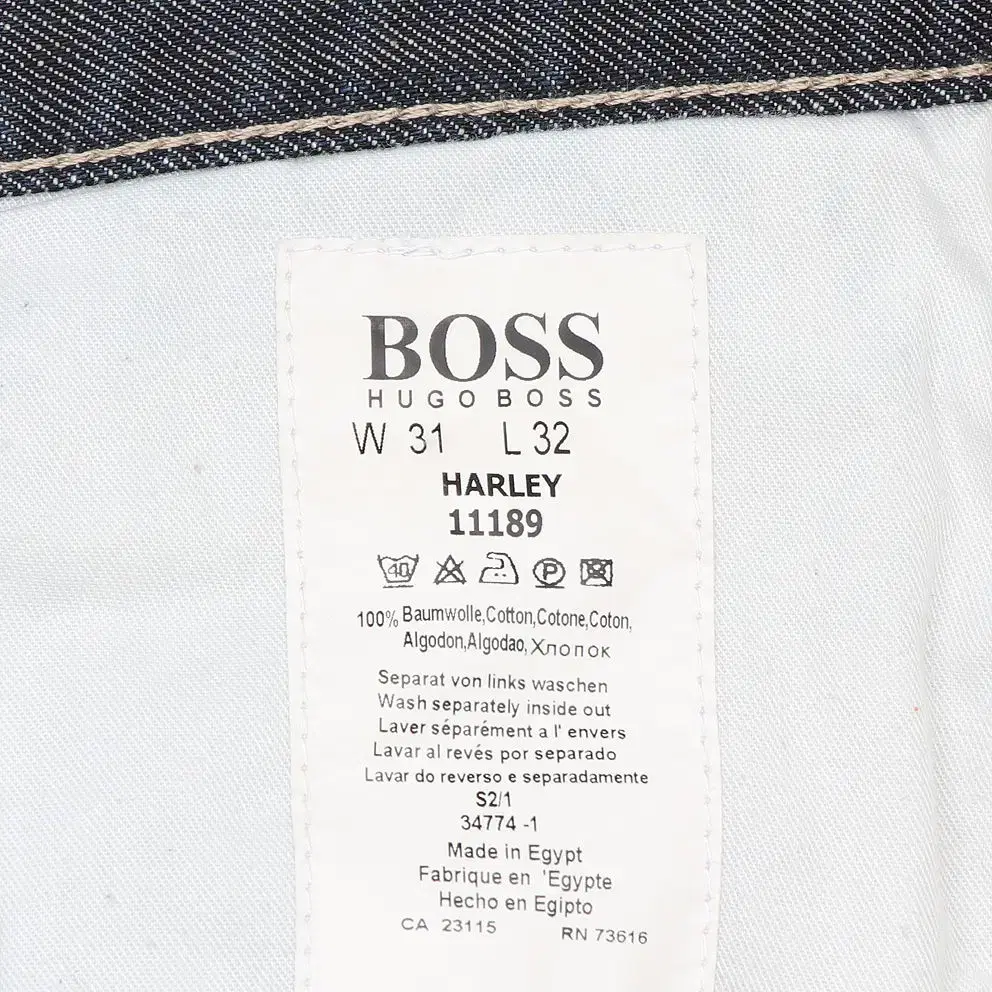 BOSS
HUGO BOSS
W 31 L 32
HARLEY
11189
40 P
100% Baumwolle,Cotton,Cotone,Coton,
Algodon,Algodao,Хлопок
Separat von links waschen
Wash separately inside out
Laver séparément a l' envers
Lavar al revés por separado
Lavar do reverso e separadamente
S2/1
34774 -1
Made in Egypt
Fabrique en 'Egypte
Hecho en Egipto
CA 23115 RN 73616